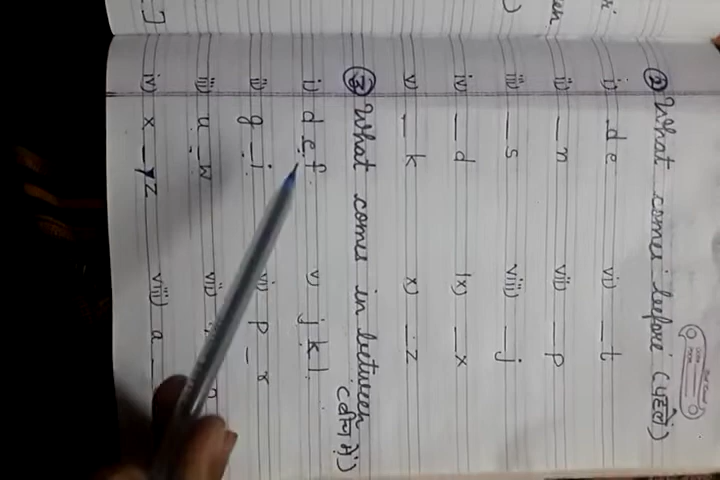 ② What comes before (पहले)
i) d e vi) _ t
ii) _ n vii) _ p
iii) _ s viii) _ j
iv) _ d ix) _ x
v) _ k x) _ z
③ What comes in between
(बीच में)
i) d e f v) j k l
ii) g _ i vi) p _ r
iii) u _ w vii)
iv) x _ z viii) a _